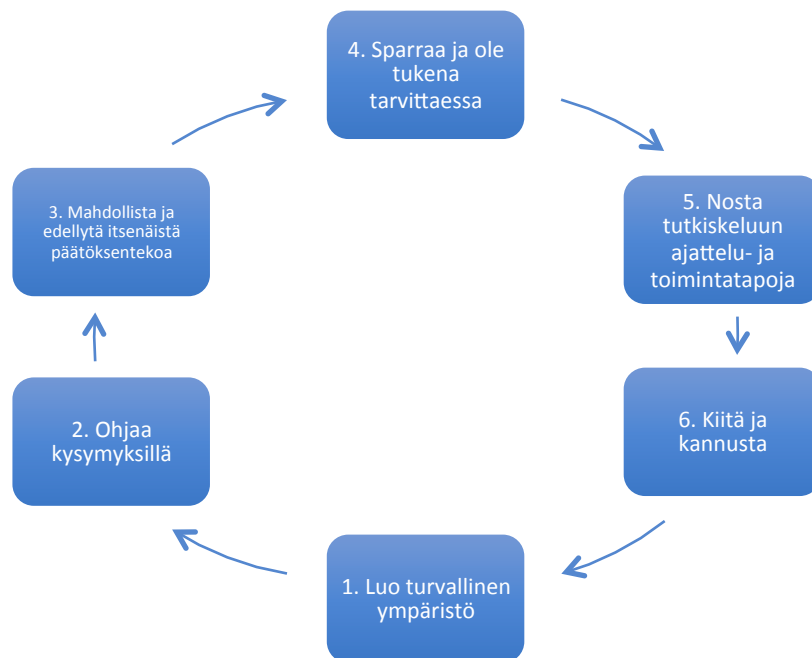 4. Sparraa ja ole
tukena
tarvittaessa
3. Mahdollista ja
edellytä itsenäistä
päätöksentekoa
5. Nosta
tutkiskeluun
ajattelu- ja
toimintatapoja
2. Ohjaa
kysymyksillä
6. Kiitä ja
kannusta
1. Luo turvallinen
ympäristö